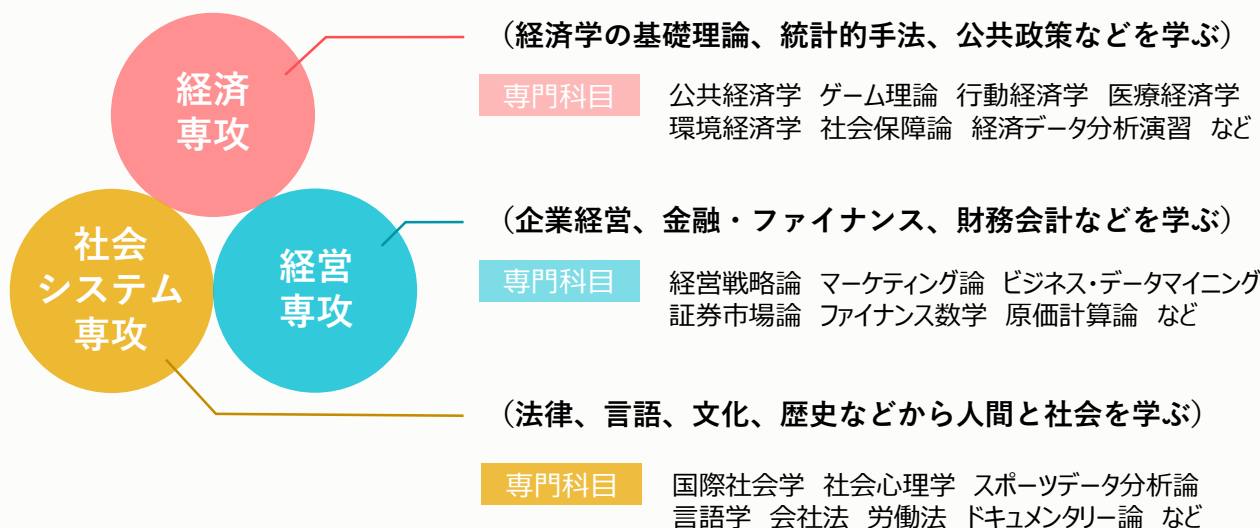 経済
専攻
（経済学の基礎理論、統計的手法、公共政策などを学ぶ）
専門科目
公共経済学 ゲーム理論 行動経済学 医療経済学
環境経済学 社会保障論 経済データ分析演習 など
経営
専攻
（企業経営、金融・ファイナンス、財務会計などを学ぶ）
専門科目
経営戦略論 マーケティング論 ビジネス・データマイニング
証券市場論 ファイナンス数学 原価計算論 など
社会
システム
専攻
（法律、言語、文化、歴史などから人間と社会を学ぶ）
専門科目
国際社会学 社会心理学 スポーツデータ分析論
言語学 会社法 労働法 ドキュメンタリー論 など